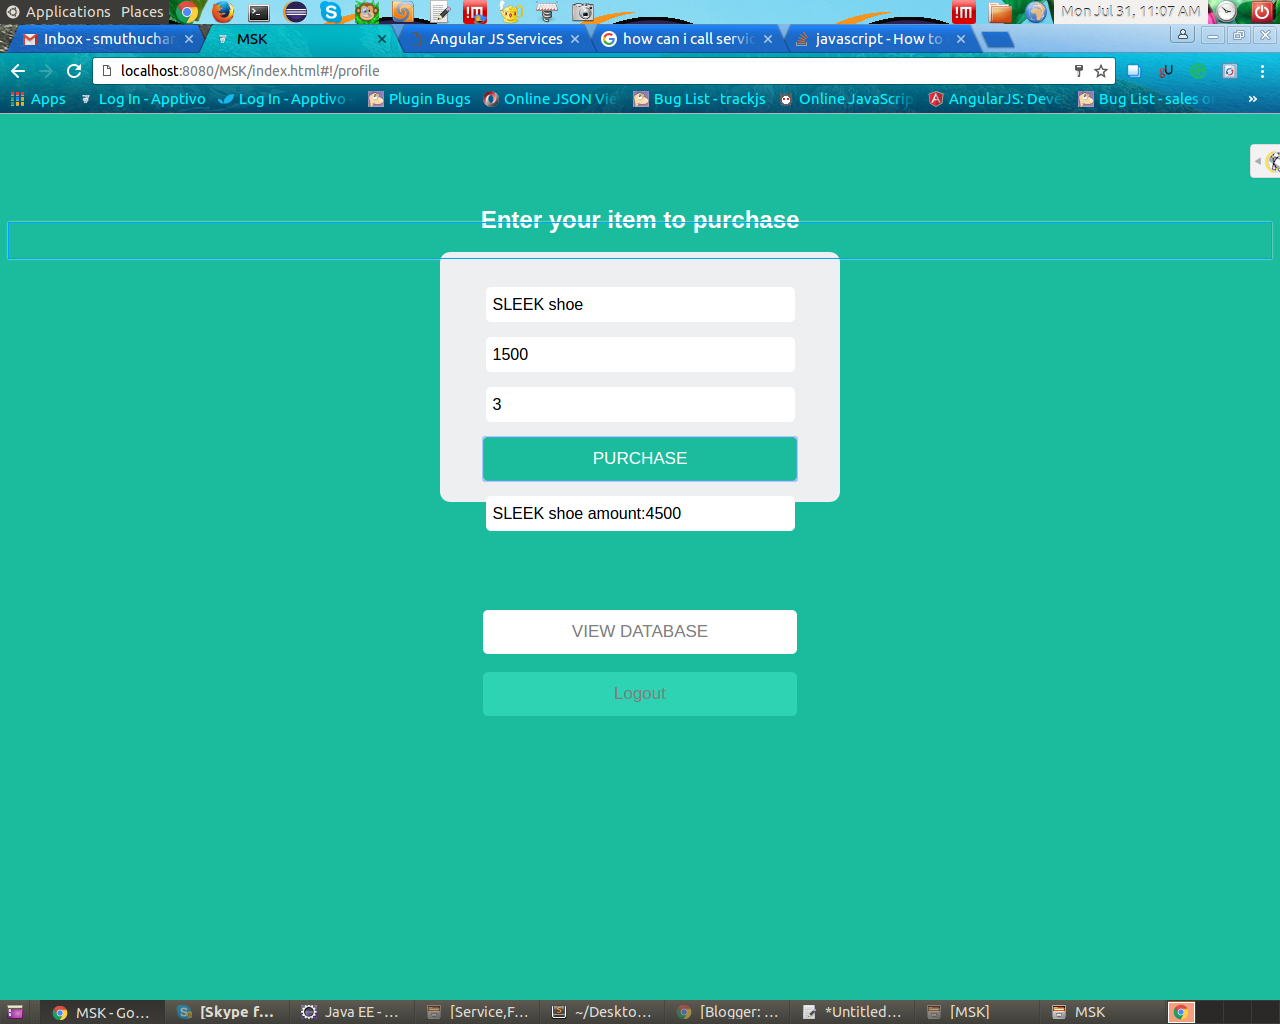 Applications Places Mon Jul 31, 11:07 AM
Inbox - smuthuchar MSK Angular JS Services how can i call servic javascript - How to
localhost:8080/MSK/index.html#!/profile
Apps Log In - Apptivo Log In - Apptivo Plugin Bugs Online JSON Vie Bug List - trackjs Online JavaScrip AngularJS: Deve Bug List - sales or »
Enter your item to purchase
SLEEK shoe
1500
3
PURCHASE
SLEEK shoe amount:4500
VIEW DATABASE
Logout
MSK - Go... [Skype f... Java EE - ... [Service,F... ~/Deskto... [Blogger: ... *Untitled... [MSK] MSK